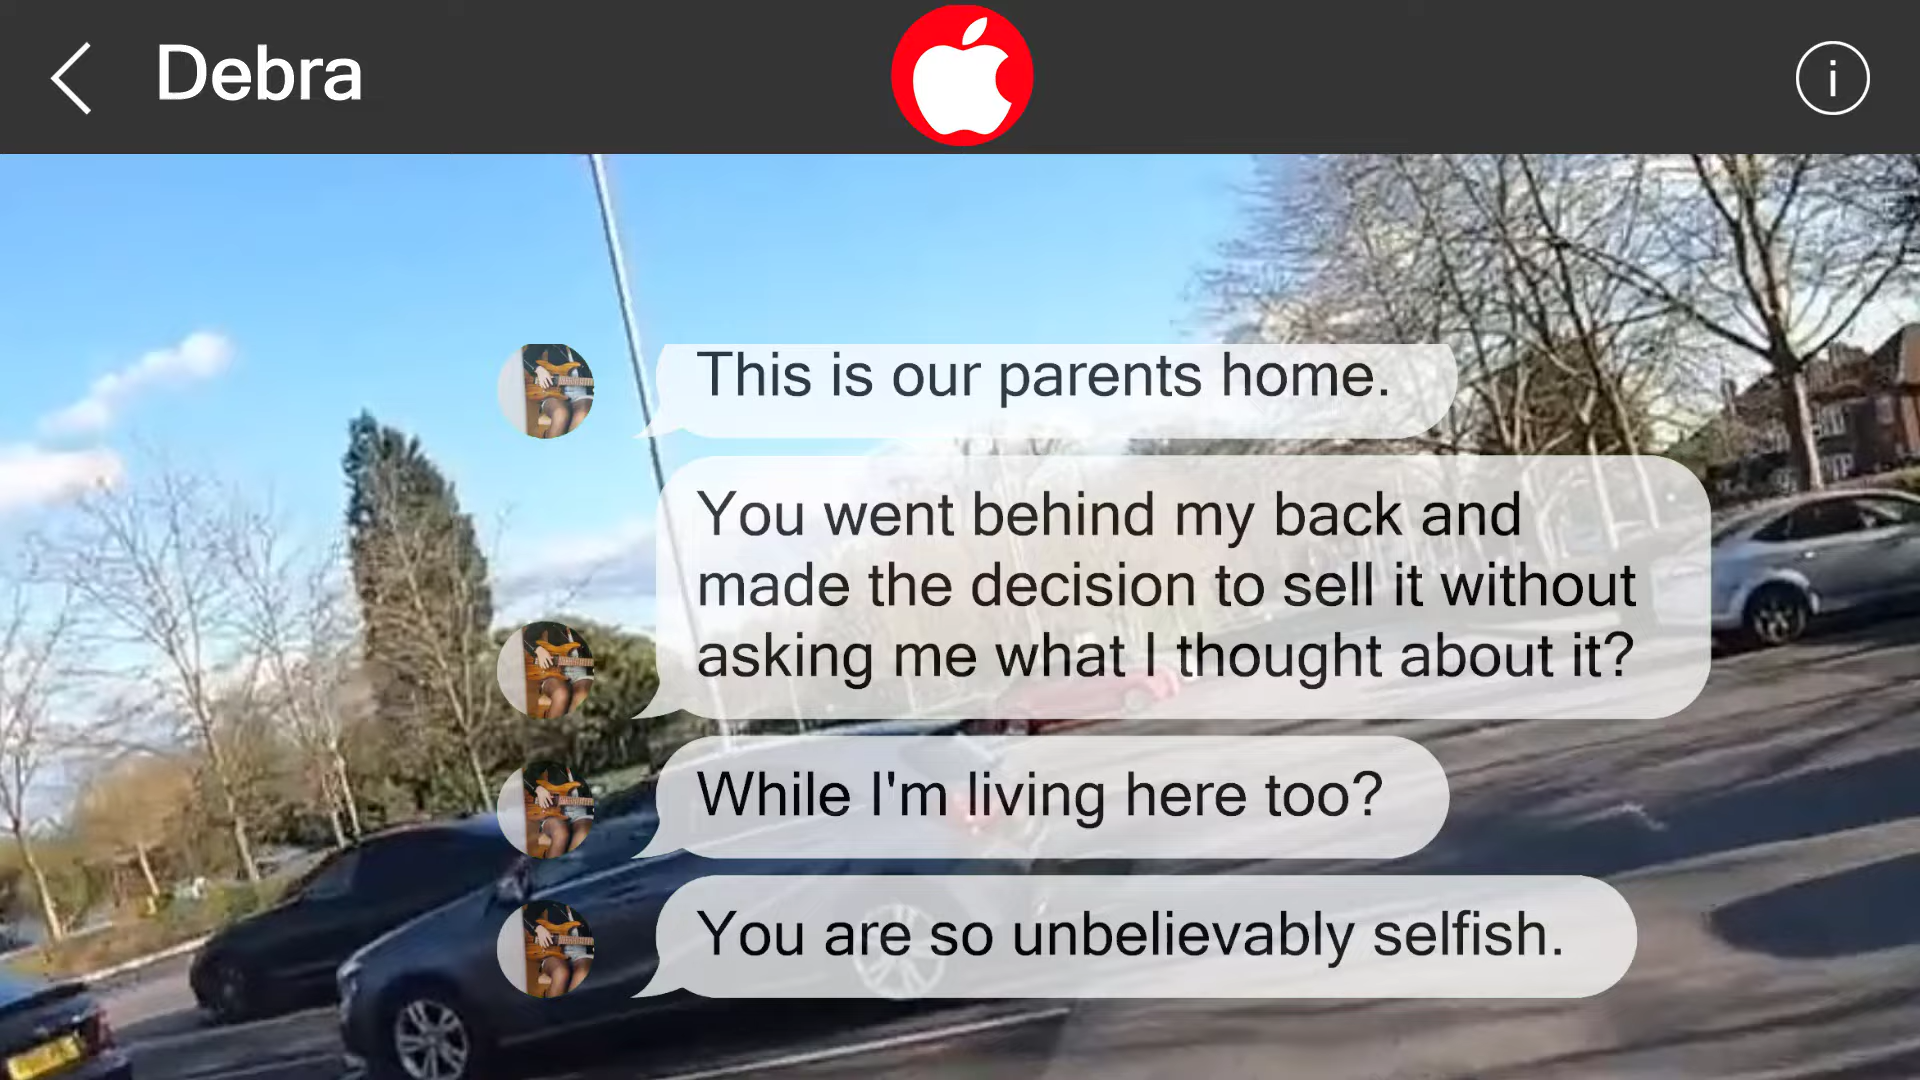 Debra
This is our parents home.
You went behind my back and
made the decision to sell it without
asking me what I thought about it?
While I'm living here too?
You are so unbelievably selfish.